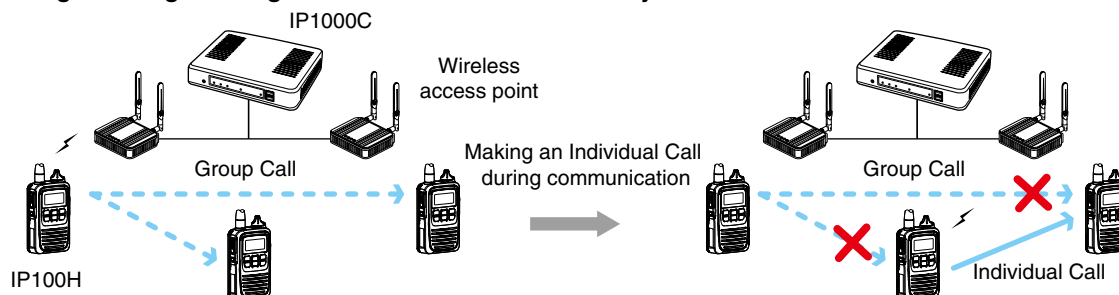 IP1000C
Wireless
access point
Group Call
IP100H
Making an Individual Call
during communication
Group Call
Individual Call